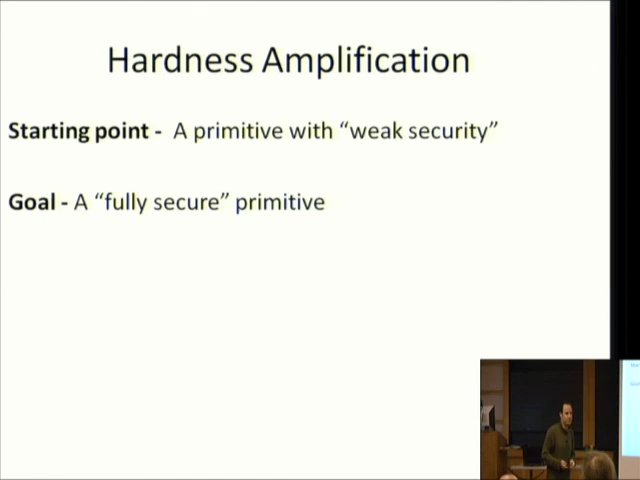 Hardness Amplification
Starting point - A primitive with “weak security”
Goal - A “fully secure” primitive